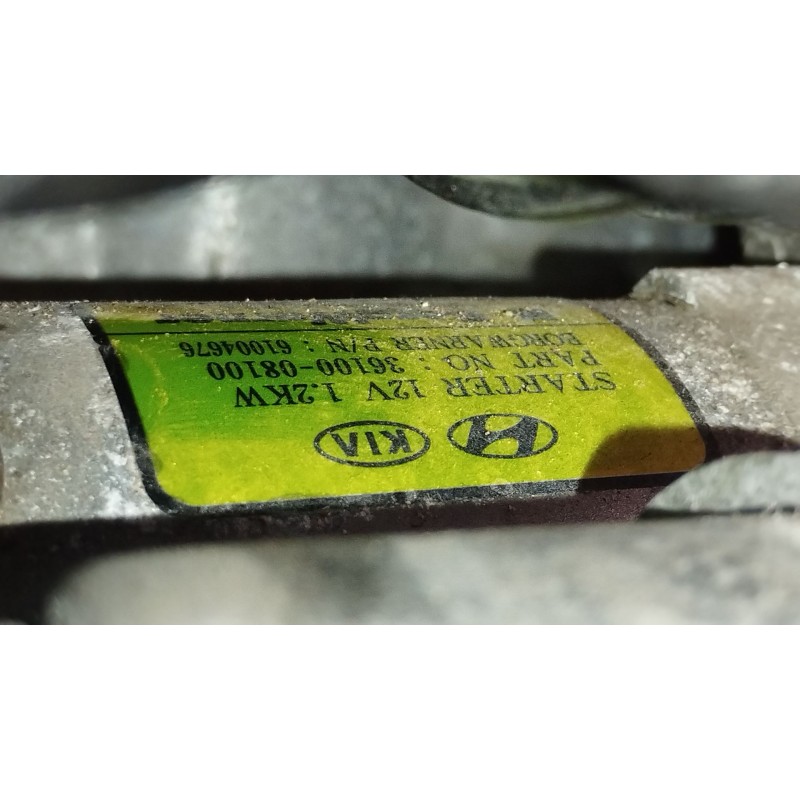 KIA
STARTER 12V 1.2KW
PART NO : 36100-08100
BORGWARNER P/N : 61004676